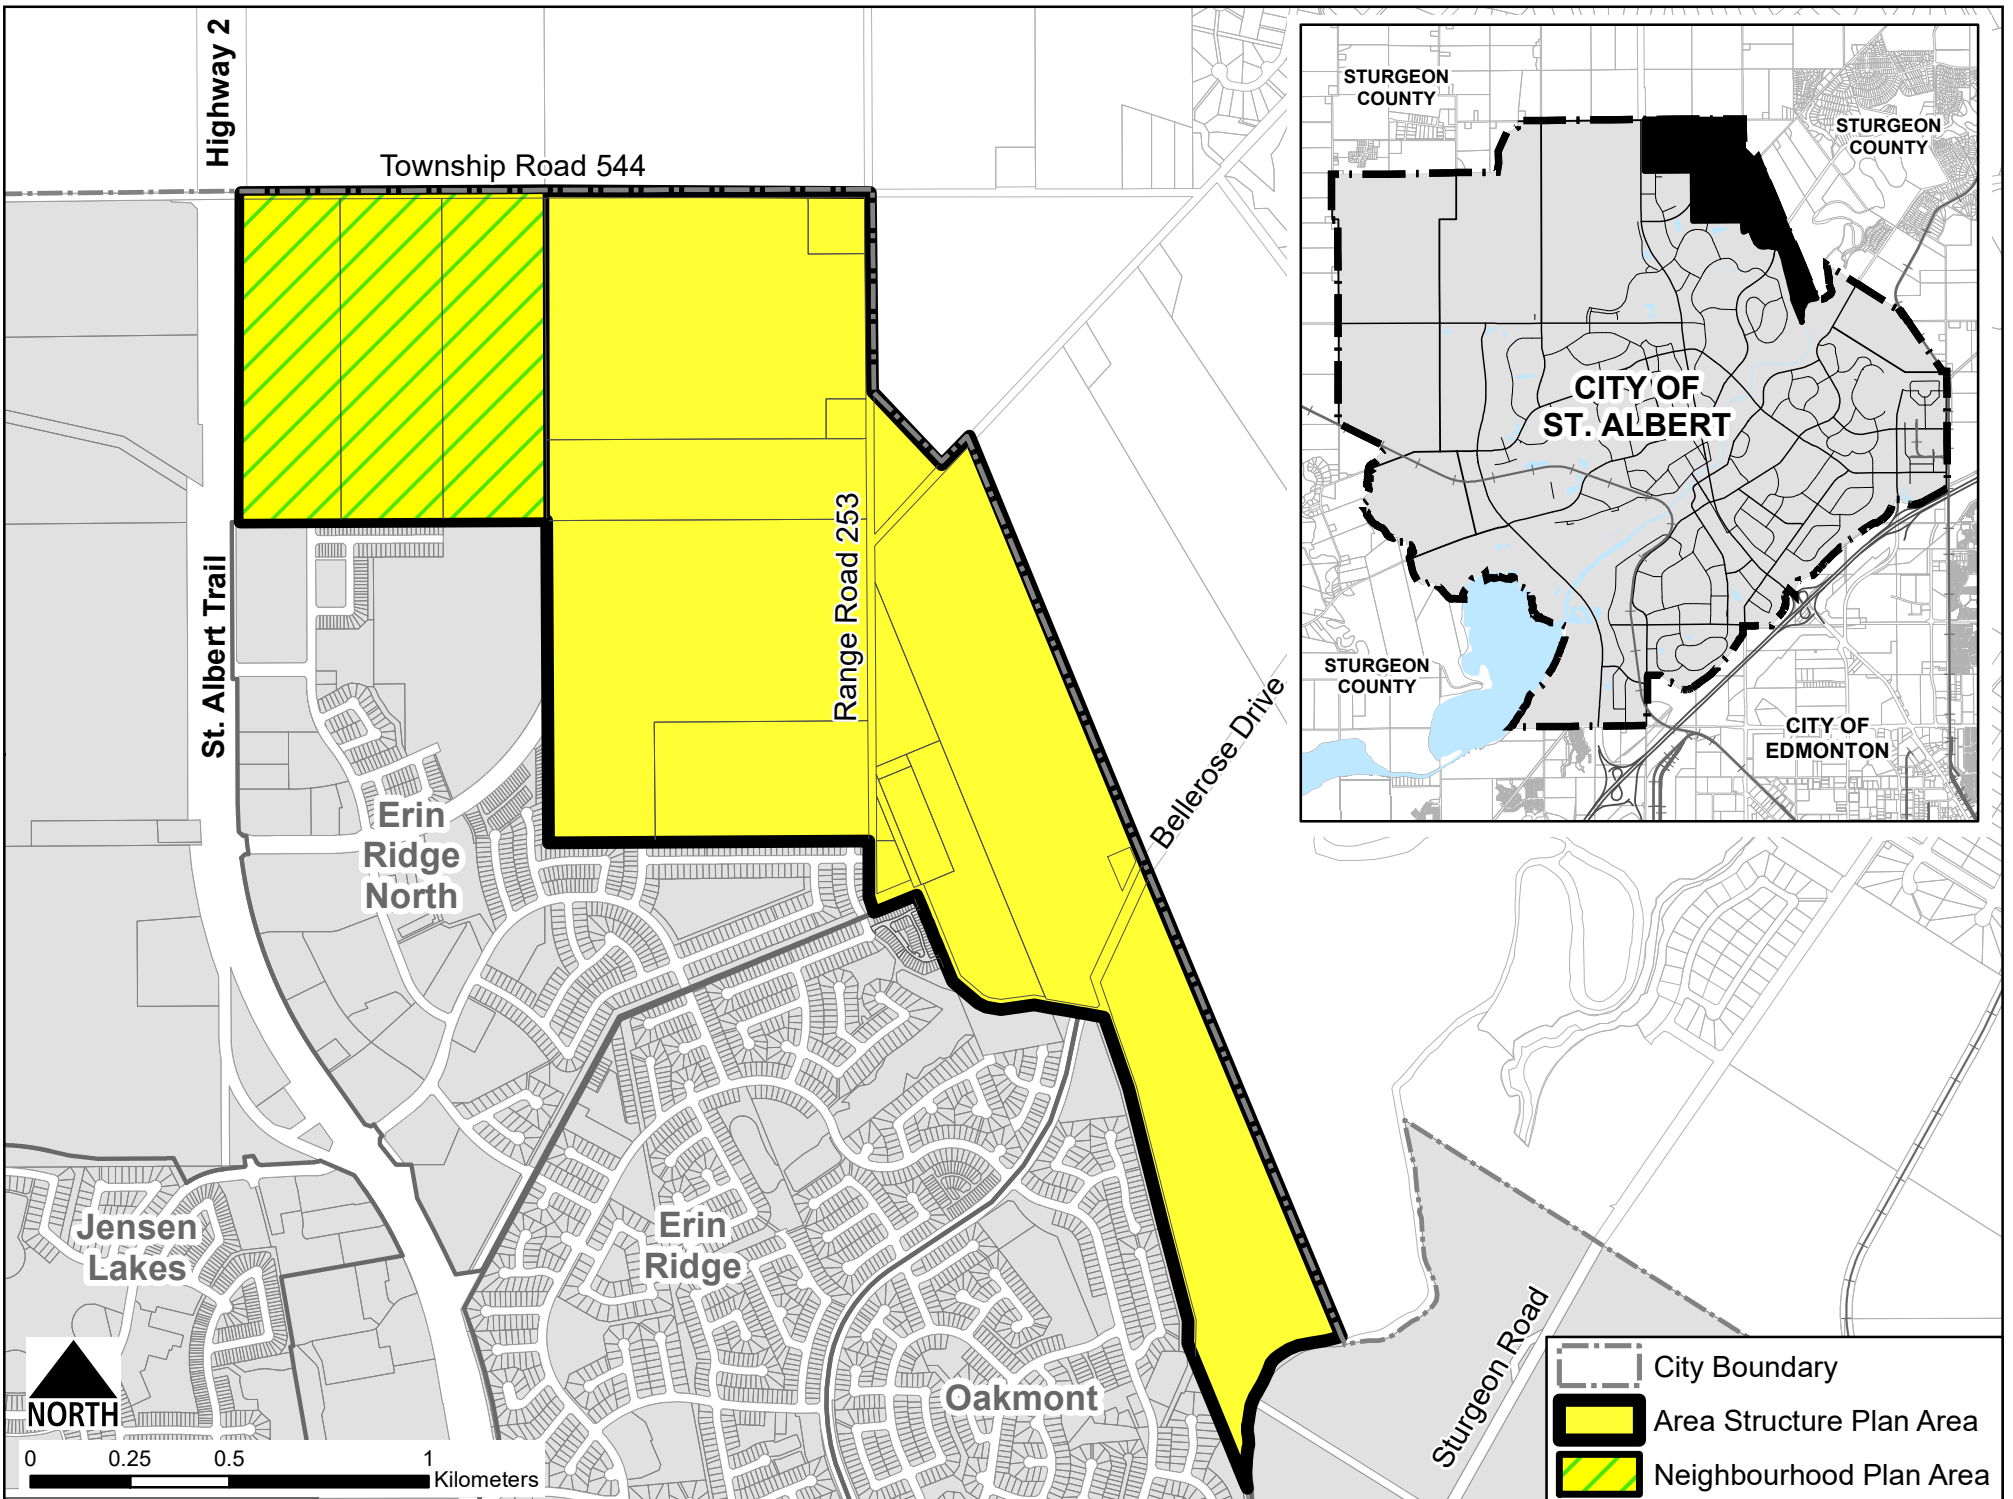 Highway 2
Township Road 544
St. Albert Trail
Range Road 253
Bellerose Drive
Sturgeon Road
Erin
Ridge
North
Jensen
Lakes
Erin
Ridge
Oakmont
STURGEON
COUNTY
STURGEON
COUNTY
CITY OF
ST. ALBERT
STURGEON
COUNTY
CITY OF
EDMONTON
NORTH
0 0.25 0.5 1
Kilometers
City Boundary
Area Structure Plan Area
Neighbourhood Plan Area